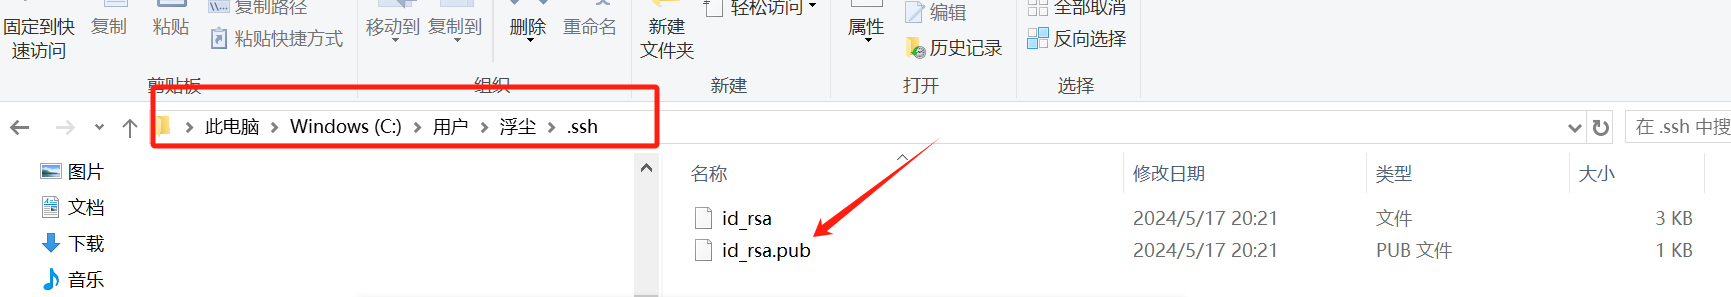 固定到快
速访问
复制
粘贴
复制路径
粘贴快捷方式
剪贴板
移动到
复制到
删除
重命名
组织
新建
文件夹
轻松访问
新建
属性
编辑
历史记录
打开
全部取消
反向选择
选择
此电脑 Windows (C:) 用户 浮尘 .ssh
在 .ssh 中搜
图片
文档
下载
音乐
名称 修改日期 类型 大小
id_rsa 2024/5/17 20:21 文件 3 KB
id_rsa.pub 2024/5/17 20:21 PUB 文件 1 KB